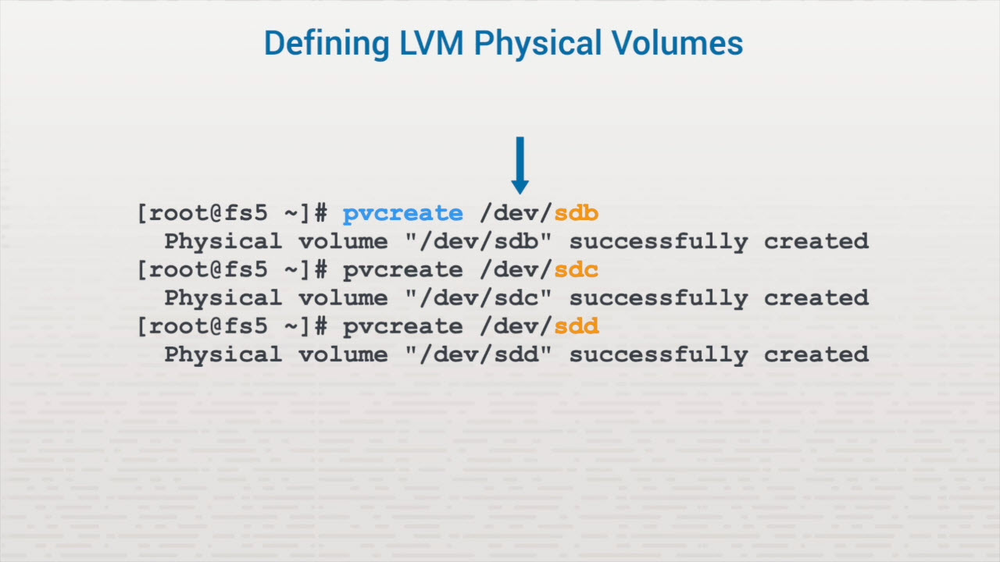 Defining LVM Physical Volumes
[root@fs5 ~]# pvcreate /dev/sdb
Physical volume "/dev/sdb" successfully created
[root@fs5 ~]# pvcreate /dev/sdc
Physical volume "/dev/sdc" successfully created
[root@fs5 ~]# pvcreate /dev/sdd
Physical volume "/dev/sdd" successfully created